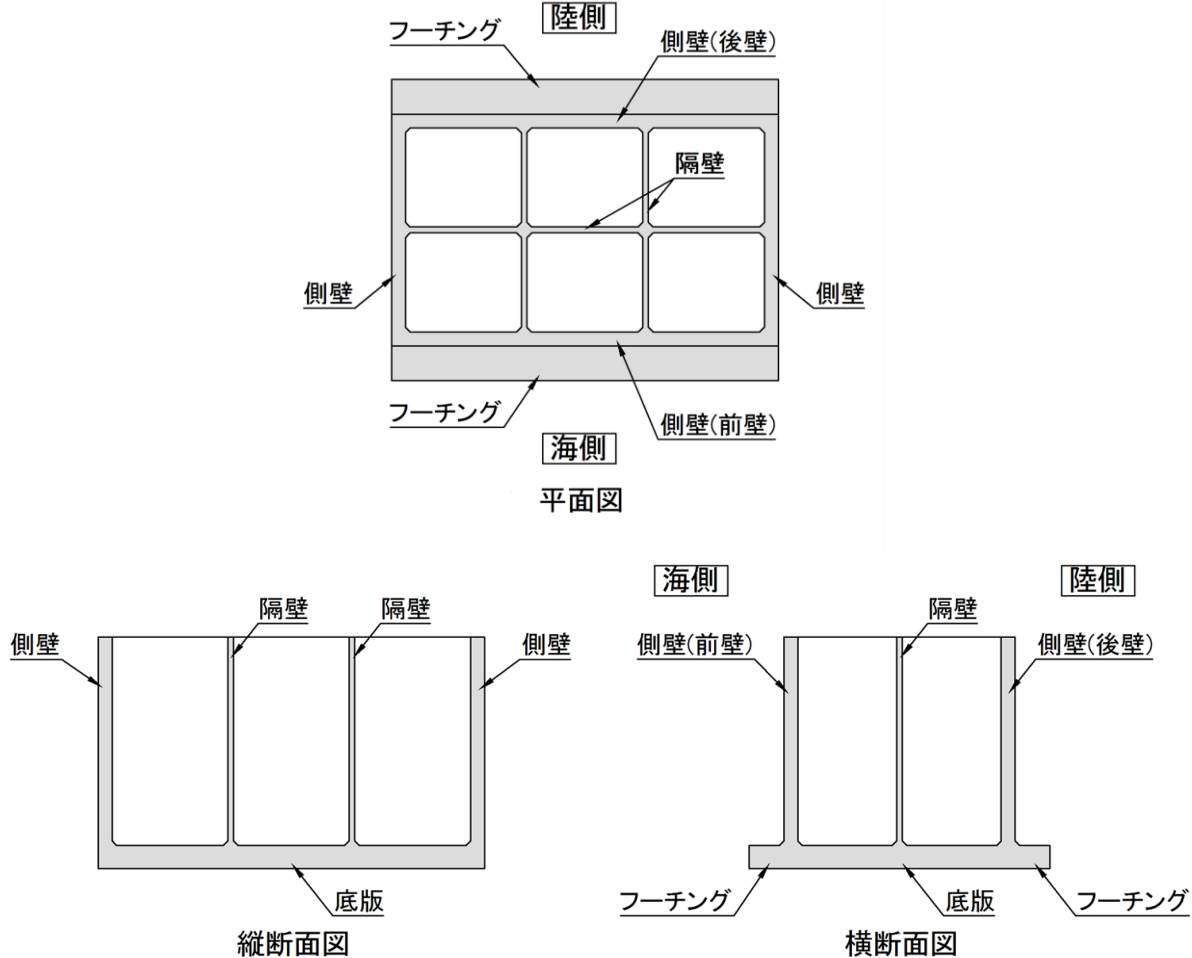 陸側
フーチング
側壁(後壁)
隔壁
側壁
側壁
フーチング
側壁(前壁)
海側
平面図
海側
陸側
隔壁
隔壁
隔壁
側壁
側壁
側壁(前壁)
側壁(後壁)
底版
フーチング
底版
フーチング
縦断面図
横断面図